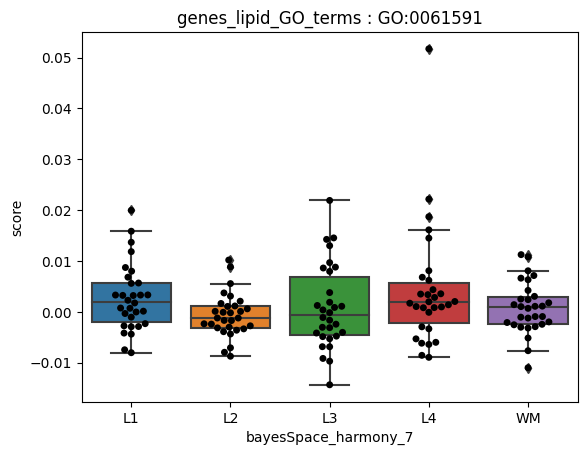 genes_lipid_GO_terms : GO:0061591
0.05
0.04
0.03
0.02
0.01
0.00
−0.01
score
L1 L2 L3 L4 WM
bayesSpace_harmony_7